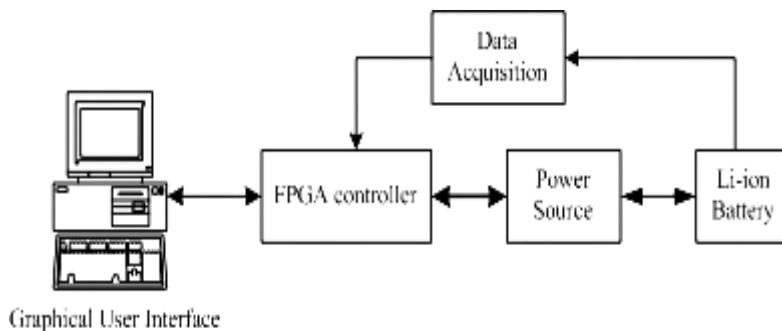 Data
Acquisition
FPGA controller
Power
Source
Li-ion
Battery
Graphical User Interface